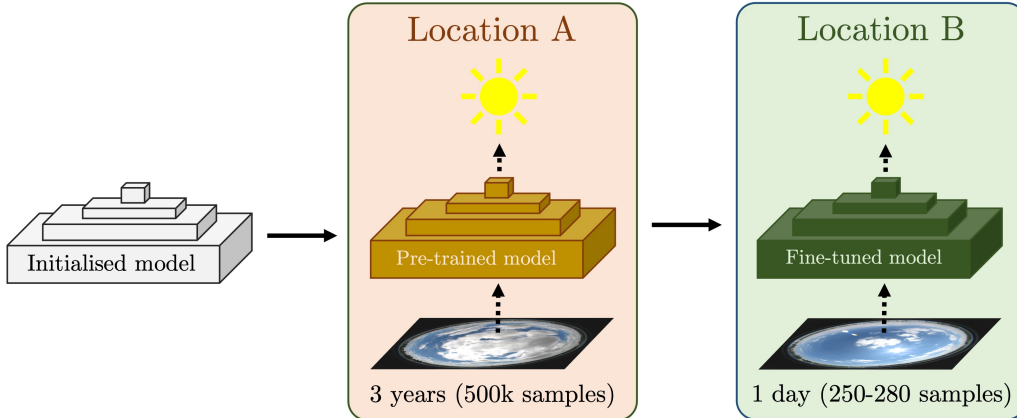 Location A
Location B
Initialised model
Pre-trained model
Fine-tuned model
3 years (500k samples)
1 day (250-280 samples)